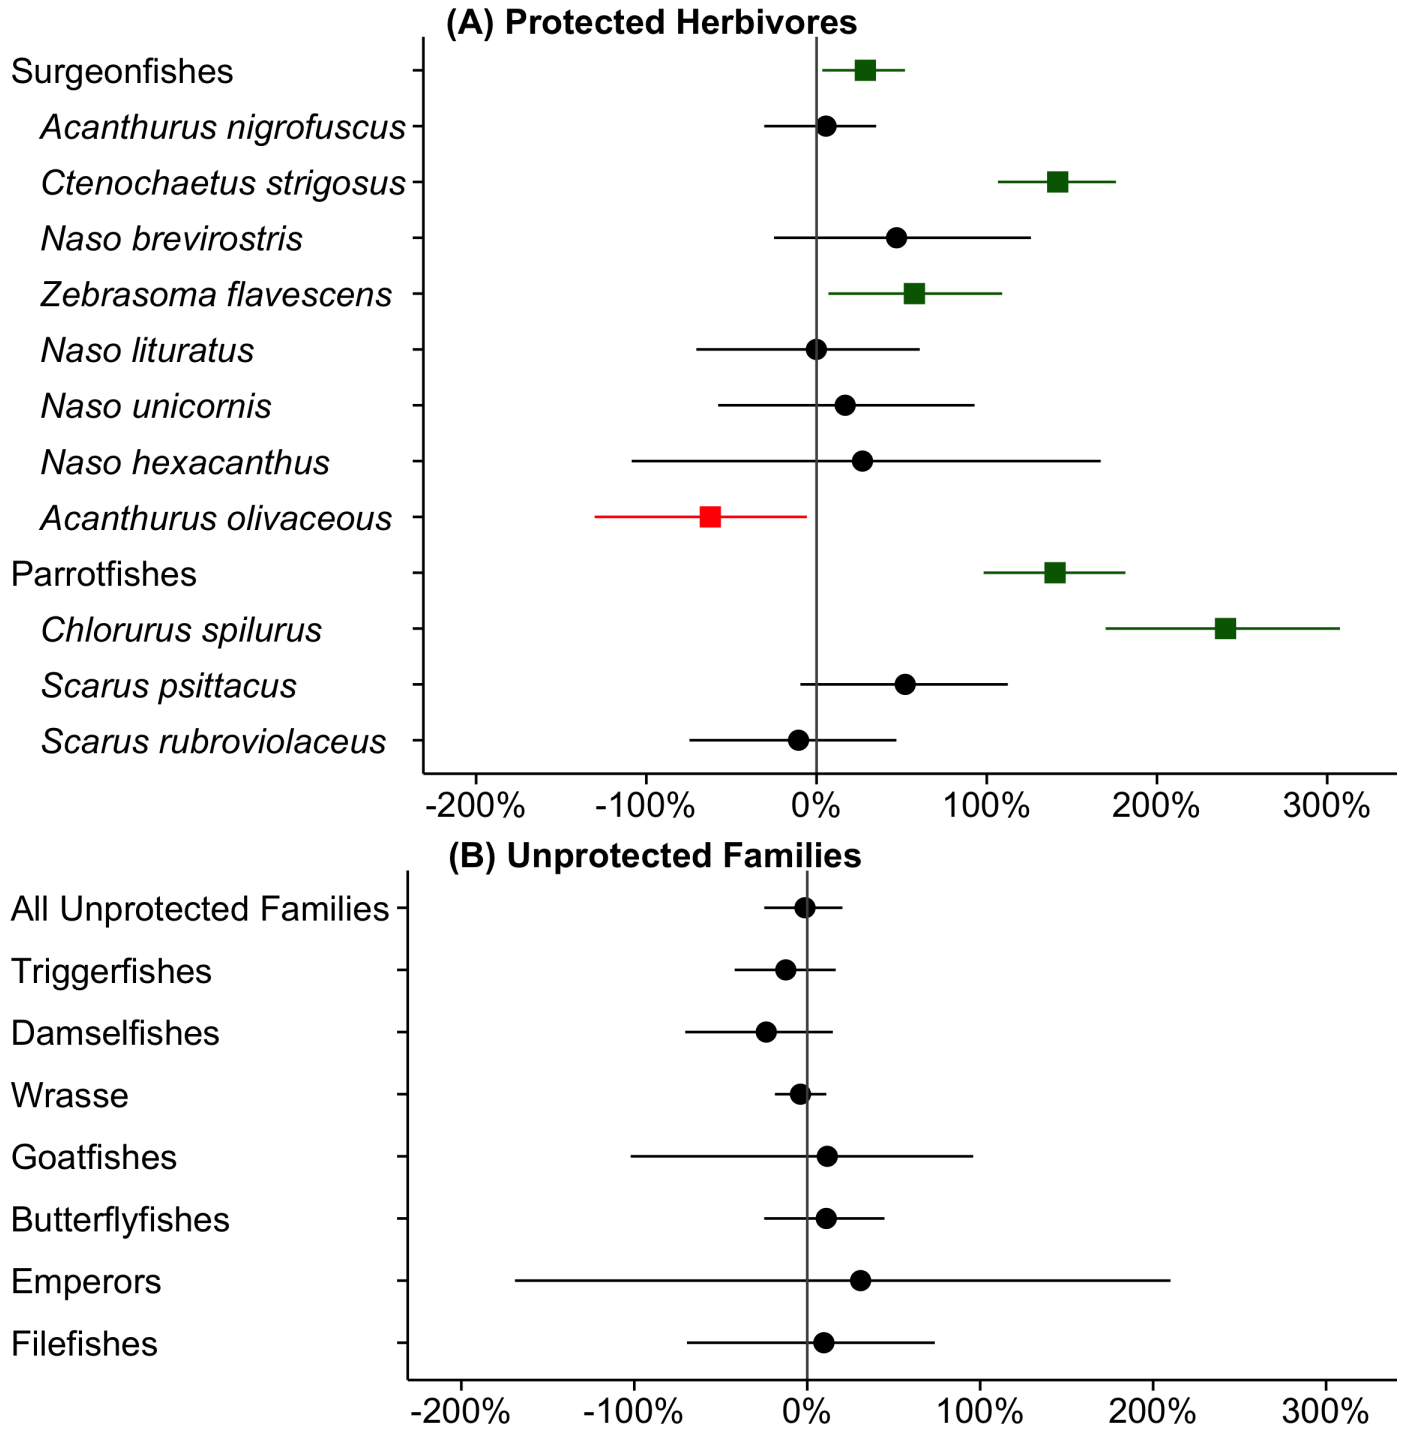 (A) Protected Herbivores
Surgeonfishes
Acanthurus nigrofuscus
Ctenochaetus strigosus
Naso brevirostris
Zebrasoma flavescens
Naso lituratus
Naso unicornis
Naso hexacanthus
Acanthurus olivaceous
Parrotfishes
Chlorurus spilurus
Scarus psittacus
Scarus rubroviolaceus
-200% -100% 0% 100% 200% 300%
(B) Unprotected Families
All Unprotected Families
Triggerfishes
Damselfishes
Wrasse
Goatfishes
Butterflyfishes
Emperors
Filefishes
-200% -100% 0% 100% 200% 300%